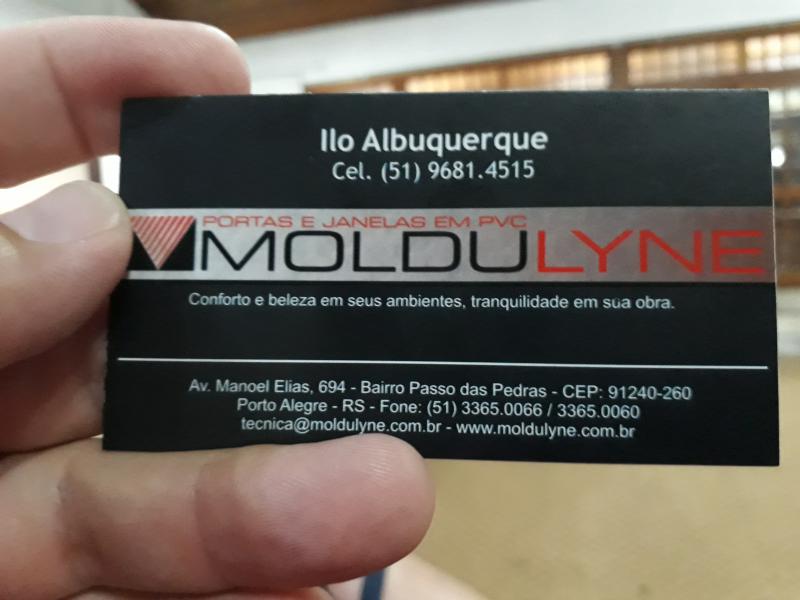 Ilo Albuquerque
Cel. (51) 9681.4515
PORTAS E JANELAS EM PVC
MOLDULYNE
Conforto e beleza em seus ambientes, tranquilidade em sua obra.
Av. Manoel Elias, 694 - Bairro Passo das Pedras - CEP: 91240-260
Porto Alegre - RS - Fone: (51) 3365.0066 / 3365.0060
tecnica@moldulyne.com.br - www.moldulyne.com.br